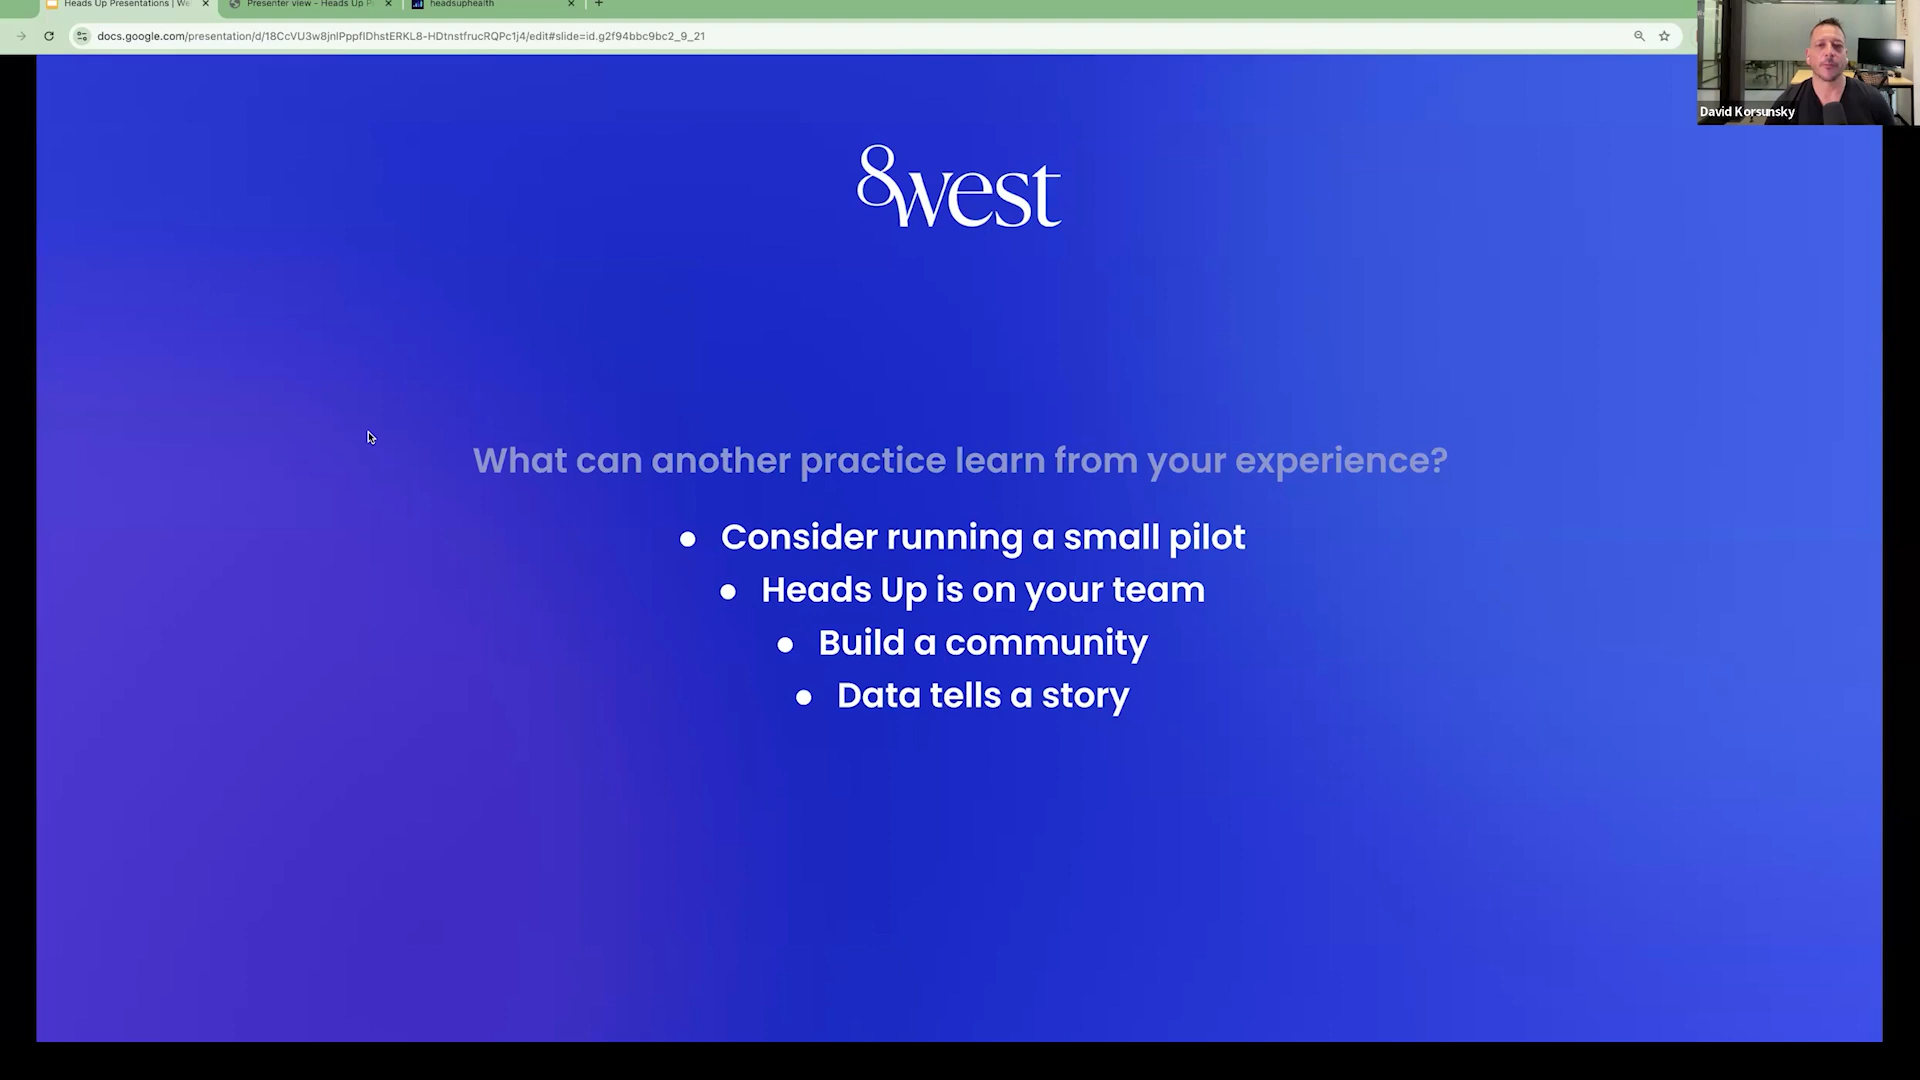 Heads Up Presentations | We
Presenter view - Heads Up P
headsuphealth
docs.google.com/presentation/d/18CcVU3w8jnIPppfIDhstERKL8-HDtnstfrucRQPc1j4/edit#slide=id.g2f94bbc9bc2_9_21
David Korsunsky
8west
What can another practice learn from your experience?
● Consider running a small pilot
● Heads Up is on your team
● Build a community
● Data tells a story